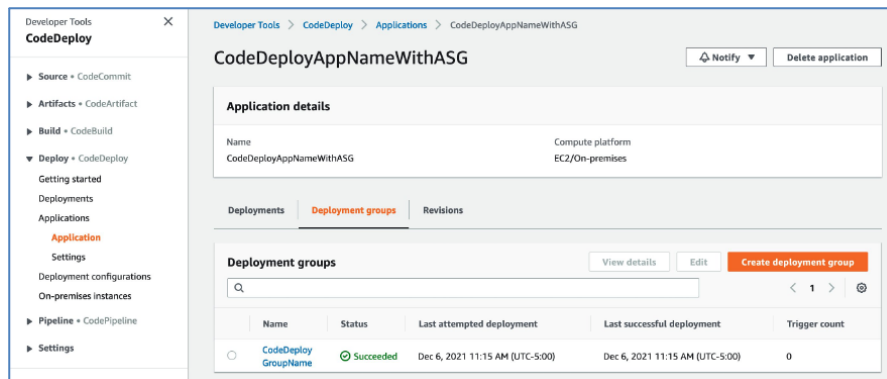 Developer Tools
CodeDeploy
Source • CodeCommit
Artifacts • CodeArtifact
Build • CodeBuild
Deploy • CodeDeploy
Getting started
Deployments
Applications
Application
Settings
Deployment configurations
On-premises instances
Pipeline • CodePipeline
Settings
Developer Tools > CodeDeploy > Applications > CodeDeployAppNameWithASG
CodeDeployAppNameWithASG
Notify Delete application
Application details
Name Compute platform
CodeDeployAppNameWithASG EC2/On-premises
Deployments Deployment groups Revisions
Deployment groups View details Edit Create deployment group
1
Name Status Last attempted deployment Last successful deployment Trigger count
CodeDeploy
GroupName Succeeded Dec 6, 2021 11:15 AM (UTC-5:00) Dec 6, 2021 11:15 AM (UTC-5:00) 0